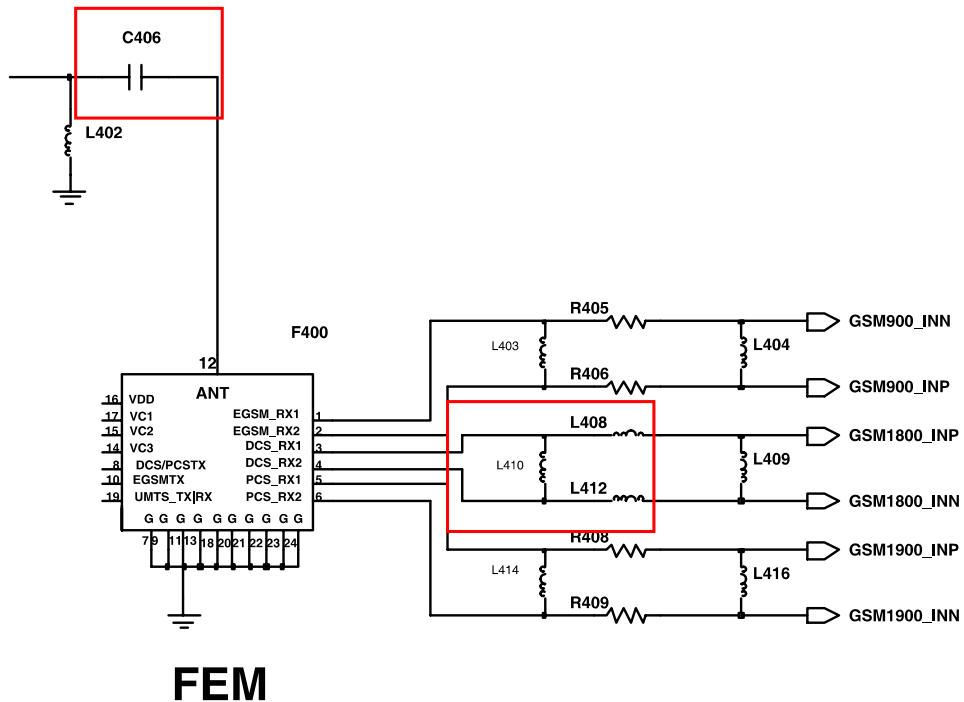 C406
L402
R405
GSM900_INN
F400
L403
L404
12
R406
GSM900_INP
ANT
16 VDD
17 VC1
EGSM_RX1 1
L408
15 VC2
EGSM_RX2 2
GSM1800_INP
14 VC3
DCS_RX1 3
8 DCS/PCSTX
DCS_RX2 4
L410
L409
10 EGSMTX
PCS_RX1 5
L412
19 UMTS_TX|RX
PCS_RX2 6
GSM1800_INN
G G G G G G G G G G
7 9 11 13 18 20 21 22 23 24
R408
GSM1900_INP
L414
L416
R409
GSM1900_INN
FEM